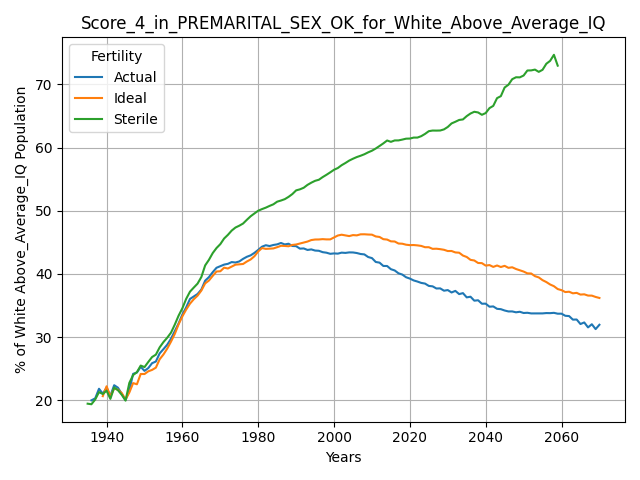 Score_4_in_PREMARITAL_SEX_OK_for_White_Above_Average_IQ
Fertility
Actual
Ideal
Sterile
% of White Above_Average_IQ Population
70
60
50
40
30
20
1940
1960
1980
2000
2020
2040
2060
Years